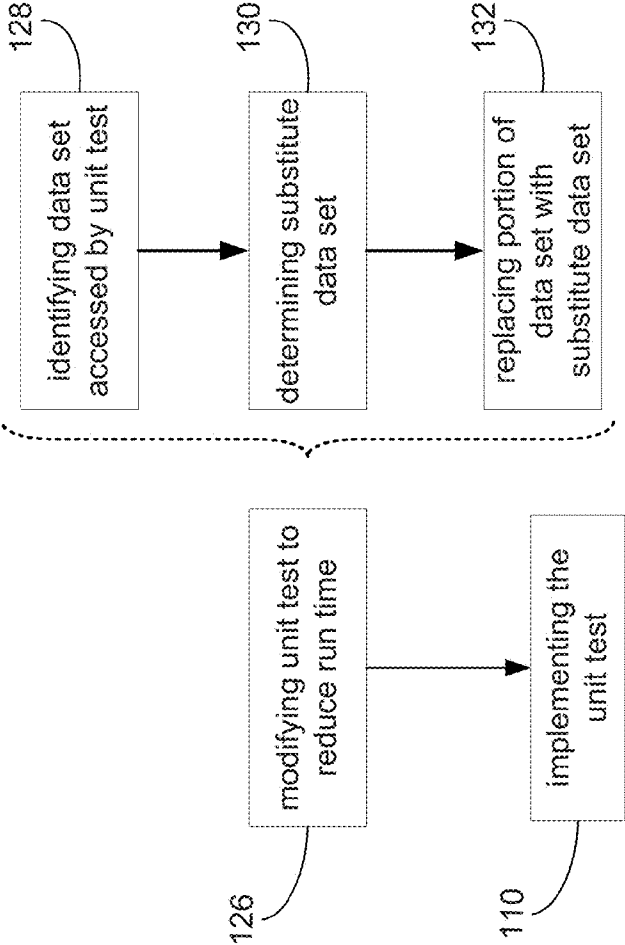 126
modifying unit test to
reduce run time
110
implementing the
unit test
identifying data set
accessed by unit test
128
determining substitute
data set
130
replacing portion of
data set with
substitute data set
132